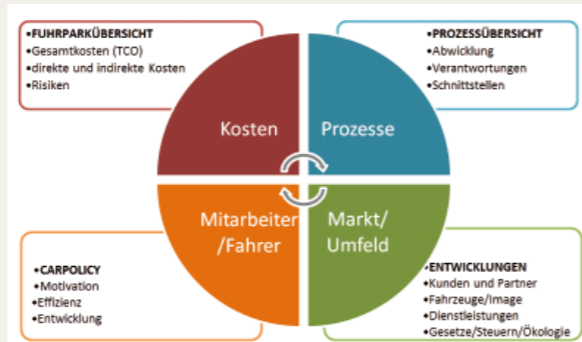 •FUHRPARKÜBERSICHT
•Gesamtkosten (TCO)
•direkte und indirekte Kosten
•Risiken
•PROZESSÜBERSICHT
•Abwicklung
•Verantwortungen
•Schnittstellen
Kosten
Prozesse
Mitarbeiter
/Fahrer
Markt/
Umfeld
•CARPOLICY
•Motivation
•Effizienz
•Entwicklung
•ENTWICKLUNGEN
•Kunden und Partner
•Fahrzeuge/Image
•Dienstleistungen
•Gesetze/Steuern/Ökologie